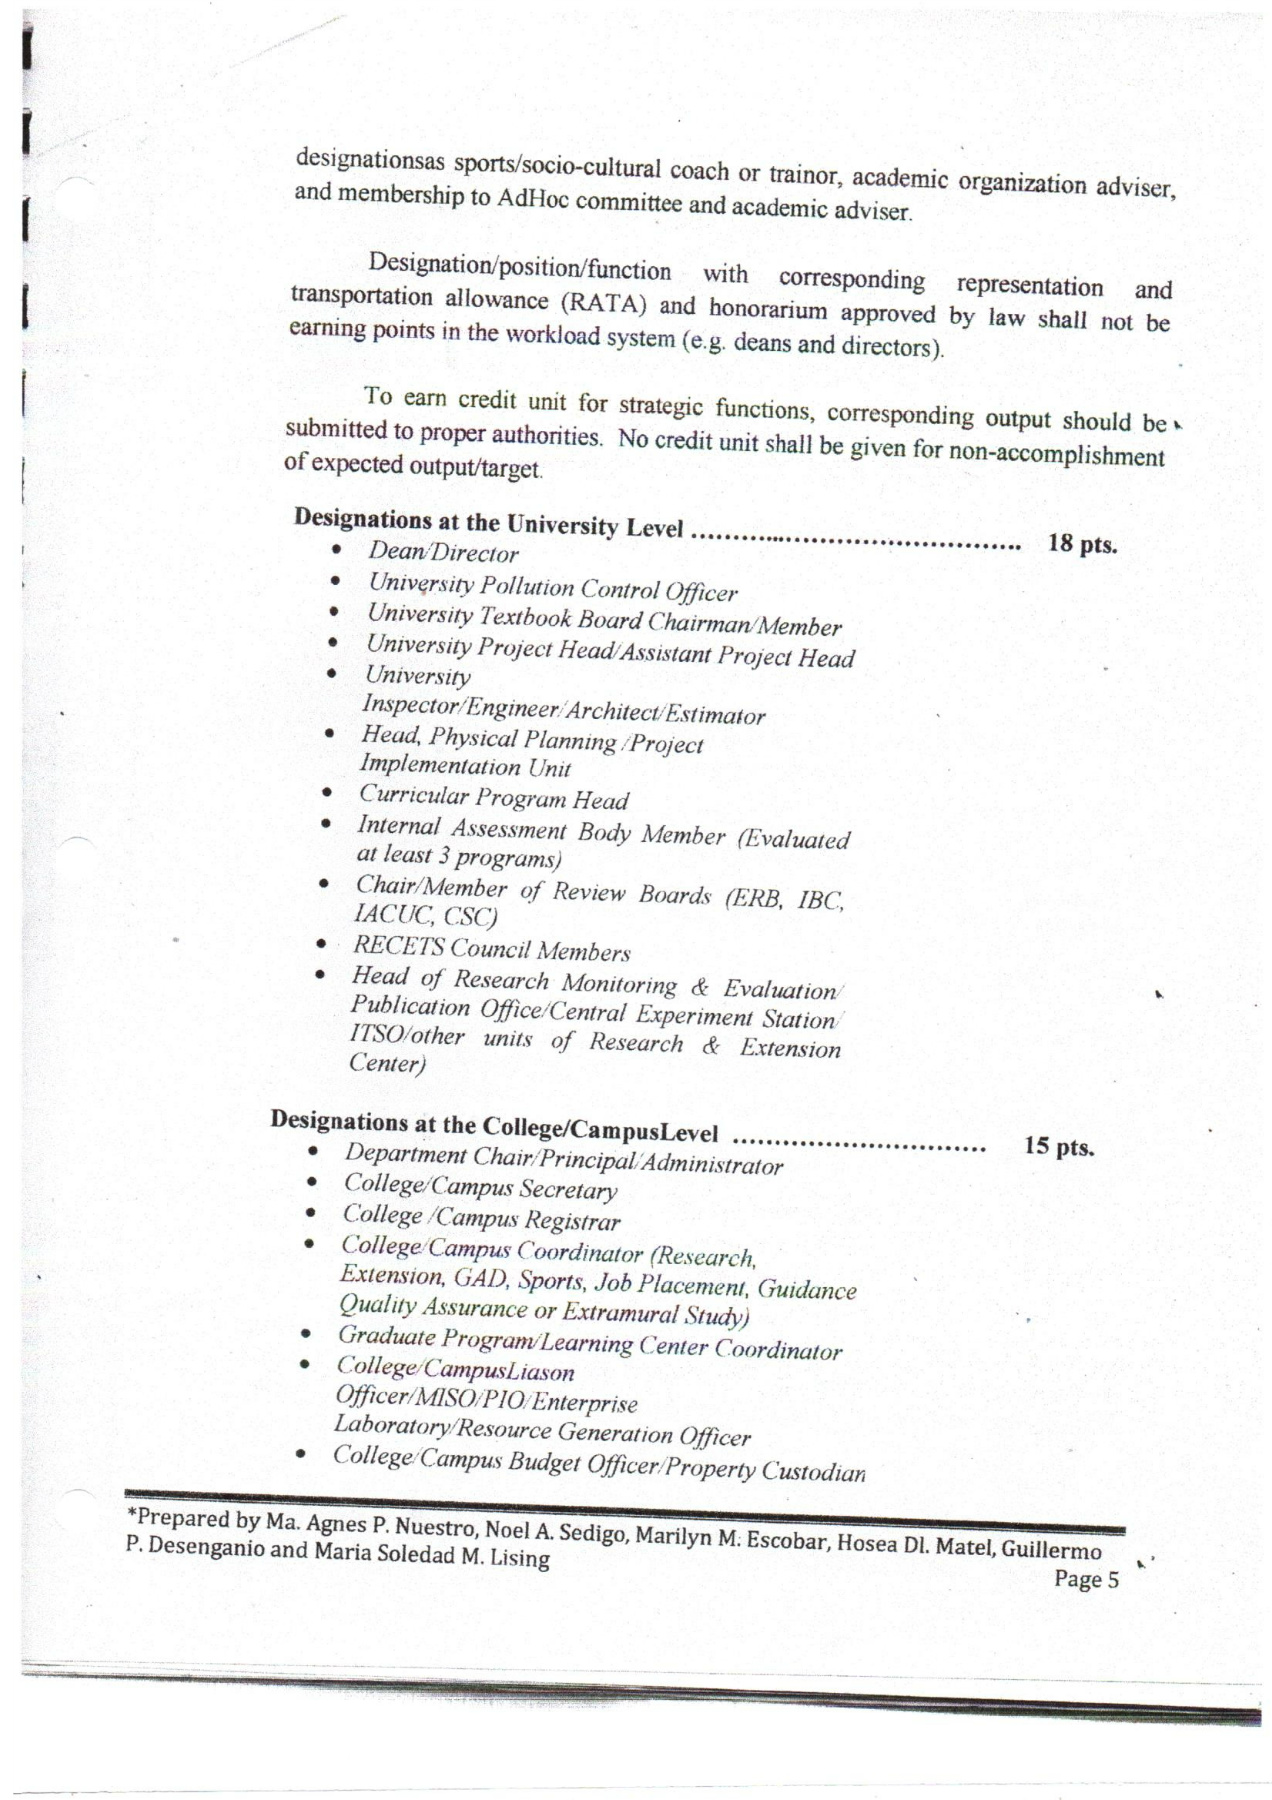 designationsas sports/socio-cultural coach or trainor, academic organization adviser,
and membership to AdHoc committee and academic adviser.
Designation/position/function with corresponding representation and
transportation allowance (RATA) and honorarium approved by law shall not be
earning points in the workload system (e.g. deans and directors).
To earn credit unit for strategic functions, corresponding output should be
submitted to proper authorities. No credit unit shall be given for non-accomplishment
of expected output/target.
Designations at the University Level ........................................ 18 pts.
• Dean/Director
• University Pollution Control Officer
• University Textbook Board Chairman/Member
• University Project Head/Assistant Project Head
• University
Inspector/Engineer/Architect/Estimator
• Head, Physical Planning /Project
Implementation Unit
• Curricular Program Head
• Internal Assessment Body Member (Evaluated
at least 3 programs)
• Chair/Member of Review Boards (ERB, IBC,
IACUC, CSC)
• RECETS Council Members
• Head of Research Monitoring & Evaluation/
Publication Office/Central Experiment Station/
ITSO/other units of Research & Extension
Center)
Designations at the College/CampusLevel .............................. 15 pts.
• Department Chair/Principal/Administrator
• College/Campus Secretary
• College /Campus Registrar
• College/Campus Coordinator (Research,
Extension, GAD, Sports, Job Placement, Guidance
Quality Assurance or Extramural Study)
• Graduate Program/Learning Center Coordinator
• College/CampusLiason
Officer/MISO/PIO/Enterprise
Laboratory/Resource Generation Officer
• College/Campus Budget Officer/Property Custodian
*Prepared by Ma. Agnes P. Nuestro, Noel A. Sedigo, Marilyn M. Escobar, Hosea Dl. Matel, Guillermo
P. Desenganio and Maria Soledad M. Lising
Page 5